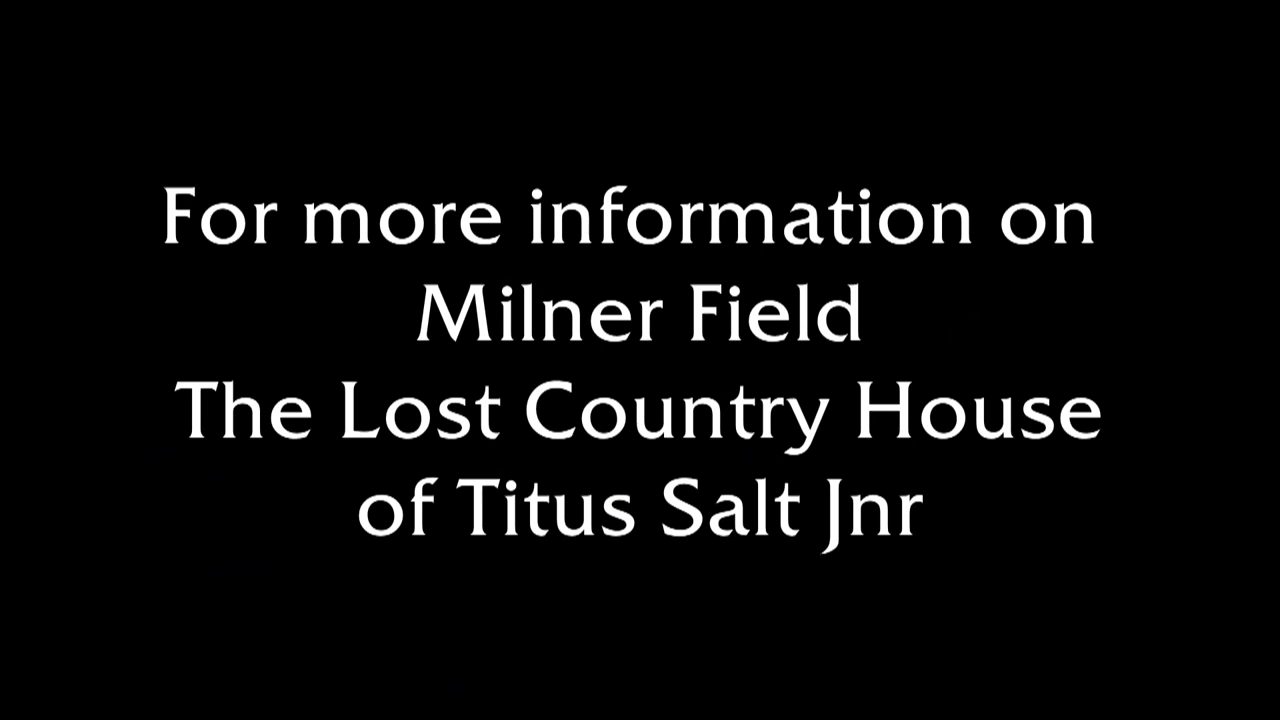 For more information on
Milner Field
The Lost Country House
of Titus Salt Jnr